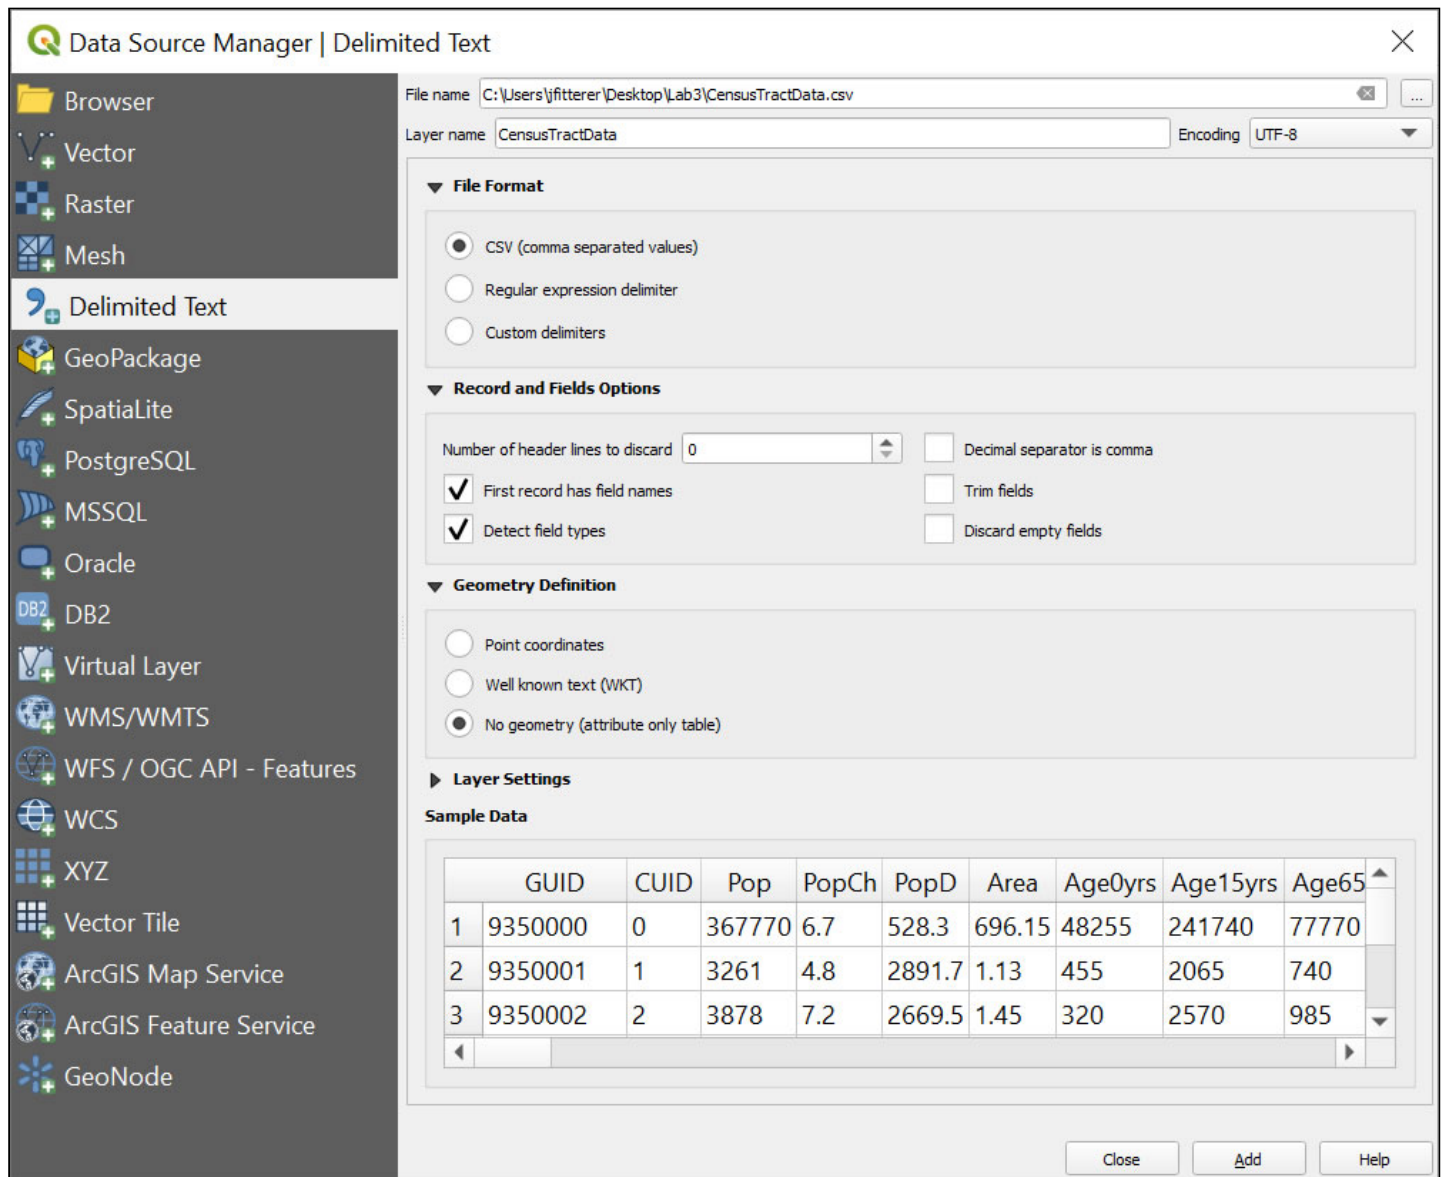 Data Source Manager | Delimited Text
Browser
Vector
Raster
Mesh
Delimited Text
GeoPackage
SpatiaLite
PostgreSQL
MSSQL
Oracle
DB2 DB2
Virtual Layer
WMS/WMTS
WFS / OGC API - Features
WCS
XYZ
Vector Tile
ArcGIS Map Service
ArcGIS Feature Service
GeoNode
File name C:\Users\jfitterer\Desktop\Lab3\CensusTractData.csv ...
Layer name CensusTractData Encoding UTF-8
File Format
CSV (comma separated values)
Regular expression delimiter
Custom delimiters
Record and Fields Options
Number of header lines to discard 0 Decimal separator is comma
First record has field names Trim fields
Detect field types Discard empty fields
Geometry Definition
Point coordinates
Well known text (WKT)
No geometry (attribute only table)
Layer Settings
Sample Data
GUID CUID Pop PopCh PopD Area Age0yrs Age15yrs Age65
1 9350000 0 367770 6.7 528.3 696.15 48255 241740 77770
2 9350001 1 3261 4.8 2891.7 1.13 455 2065 740
3 9350002 2 3878 7.2 2669.5 1.45 320 2570 985
Close Add Help